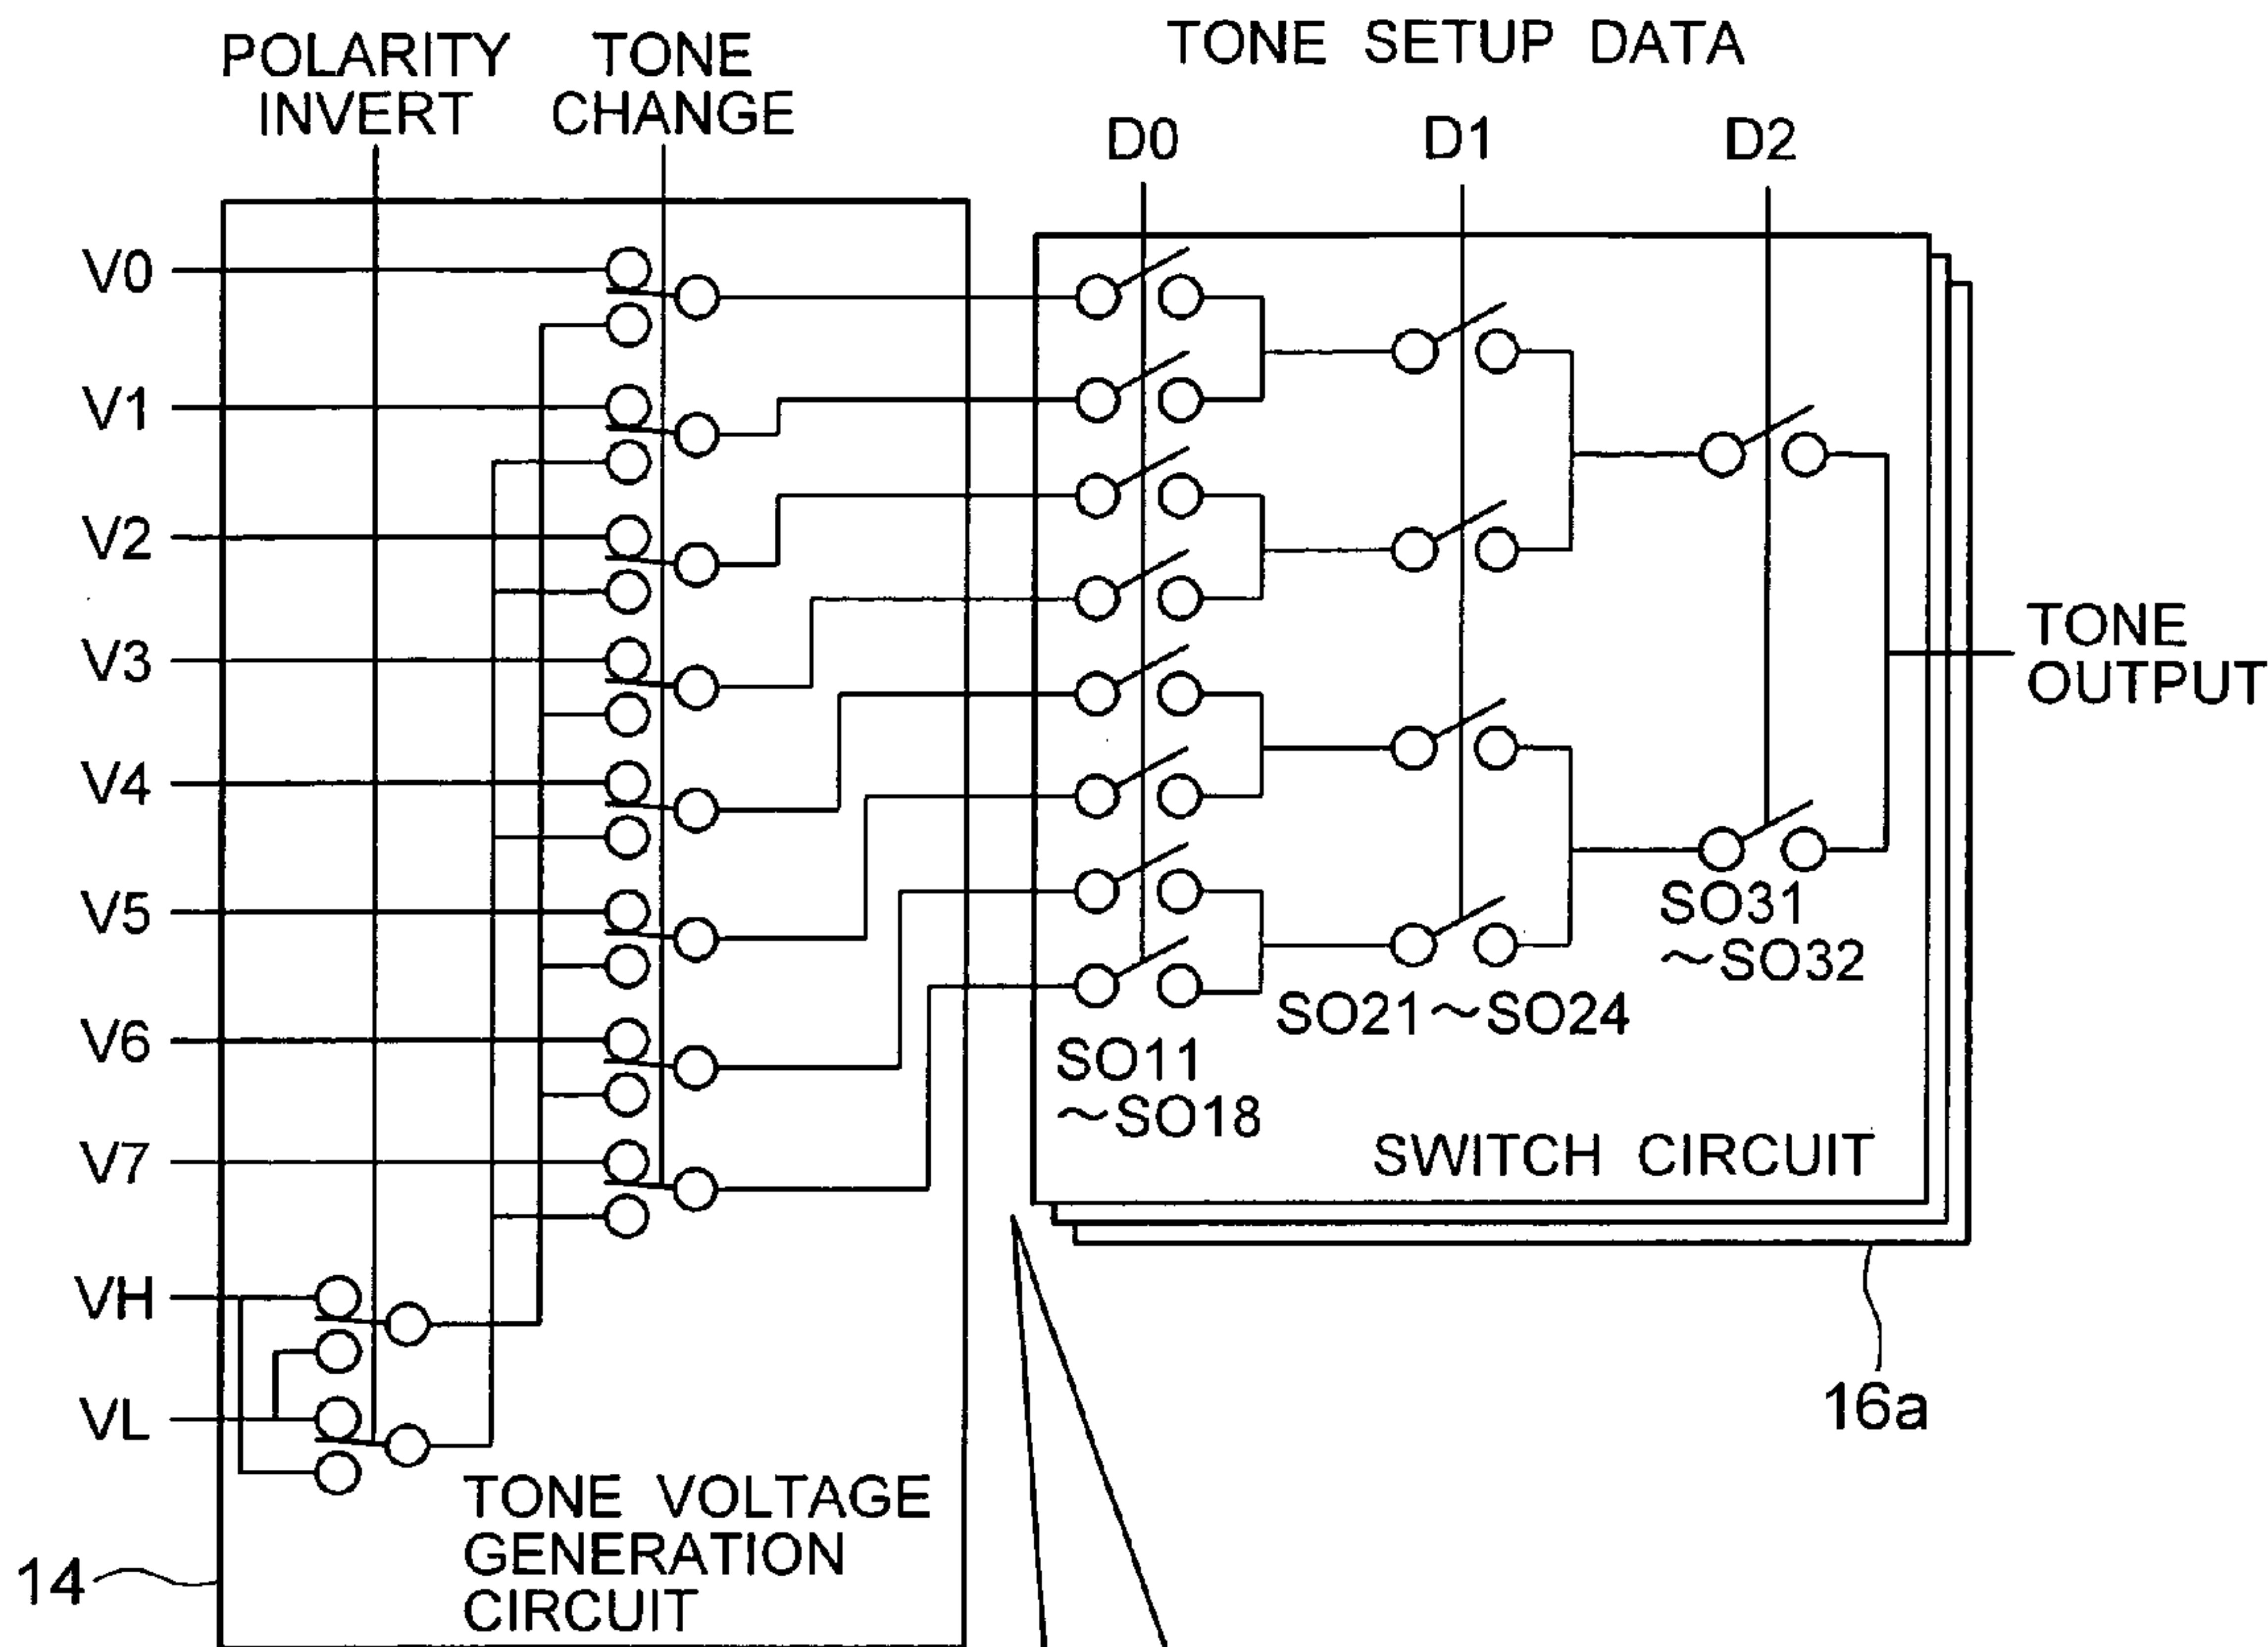 POLARITY
INVERT
TONE
CHANGE
TONE SETUP DATA
D0
D1
D2
V0
V1
V2
V3
V4
V5
V6
V7
VH
VL
TONE
OUTPUT
SO31
～SO32
SO21～SO24
SO11
～SO18
SWITCH CIRCUIT
16a
TONE VOLTAGE
GENERATION
CIRCUIT
14